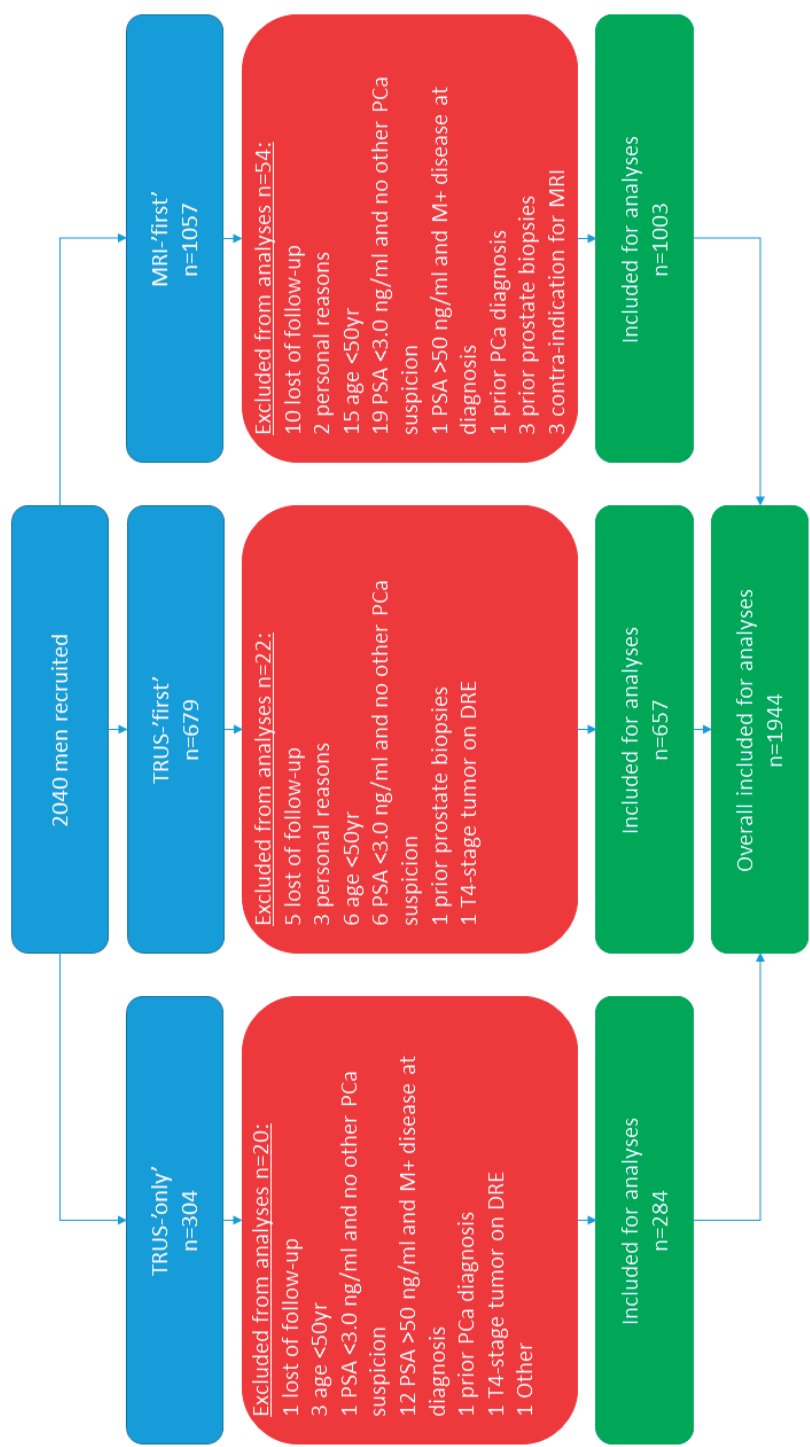 2040 men recruited
TRUS-'only'
n=304
TRUS-'first'
n=679
MRI-'first'
n=1057
Excluded from analyses n=20:
1 lost of follow-up
3 age <50yr
1 PSA <3.0 ng/ml and no other PCa
suspicion
12 PSA >50 ng/ml and M+ disease at
diagnosis
1 prior PCa diagnosis
1 T4-stage tumor on DRE
1 Other
Excluded from analyses n=22:
5 lost of follow-up
3 personal reasons
6 age <50yr
6 PSA <3.0 ng/ml and no other PCa
suspicion
1 prior prostate biopsies
1 T4-stage tumor on DRE
Excluded from analyses n=54:
10 lost of follow-up
2 personal reasons
15 age <50yr
19 PSA <3.0 ng/ml and no other PCa
suspicion
1 PSA >50 ng/ml and M+ disease at
diagnosis
1 prior PCa diagnosis
3 prior prostate biopsies
3 contra-indication for MRI
Included for analyses
n=284
Included for analyses
n=657
Included for analyses
n=1003
Overall included for analyses
n=1944